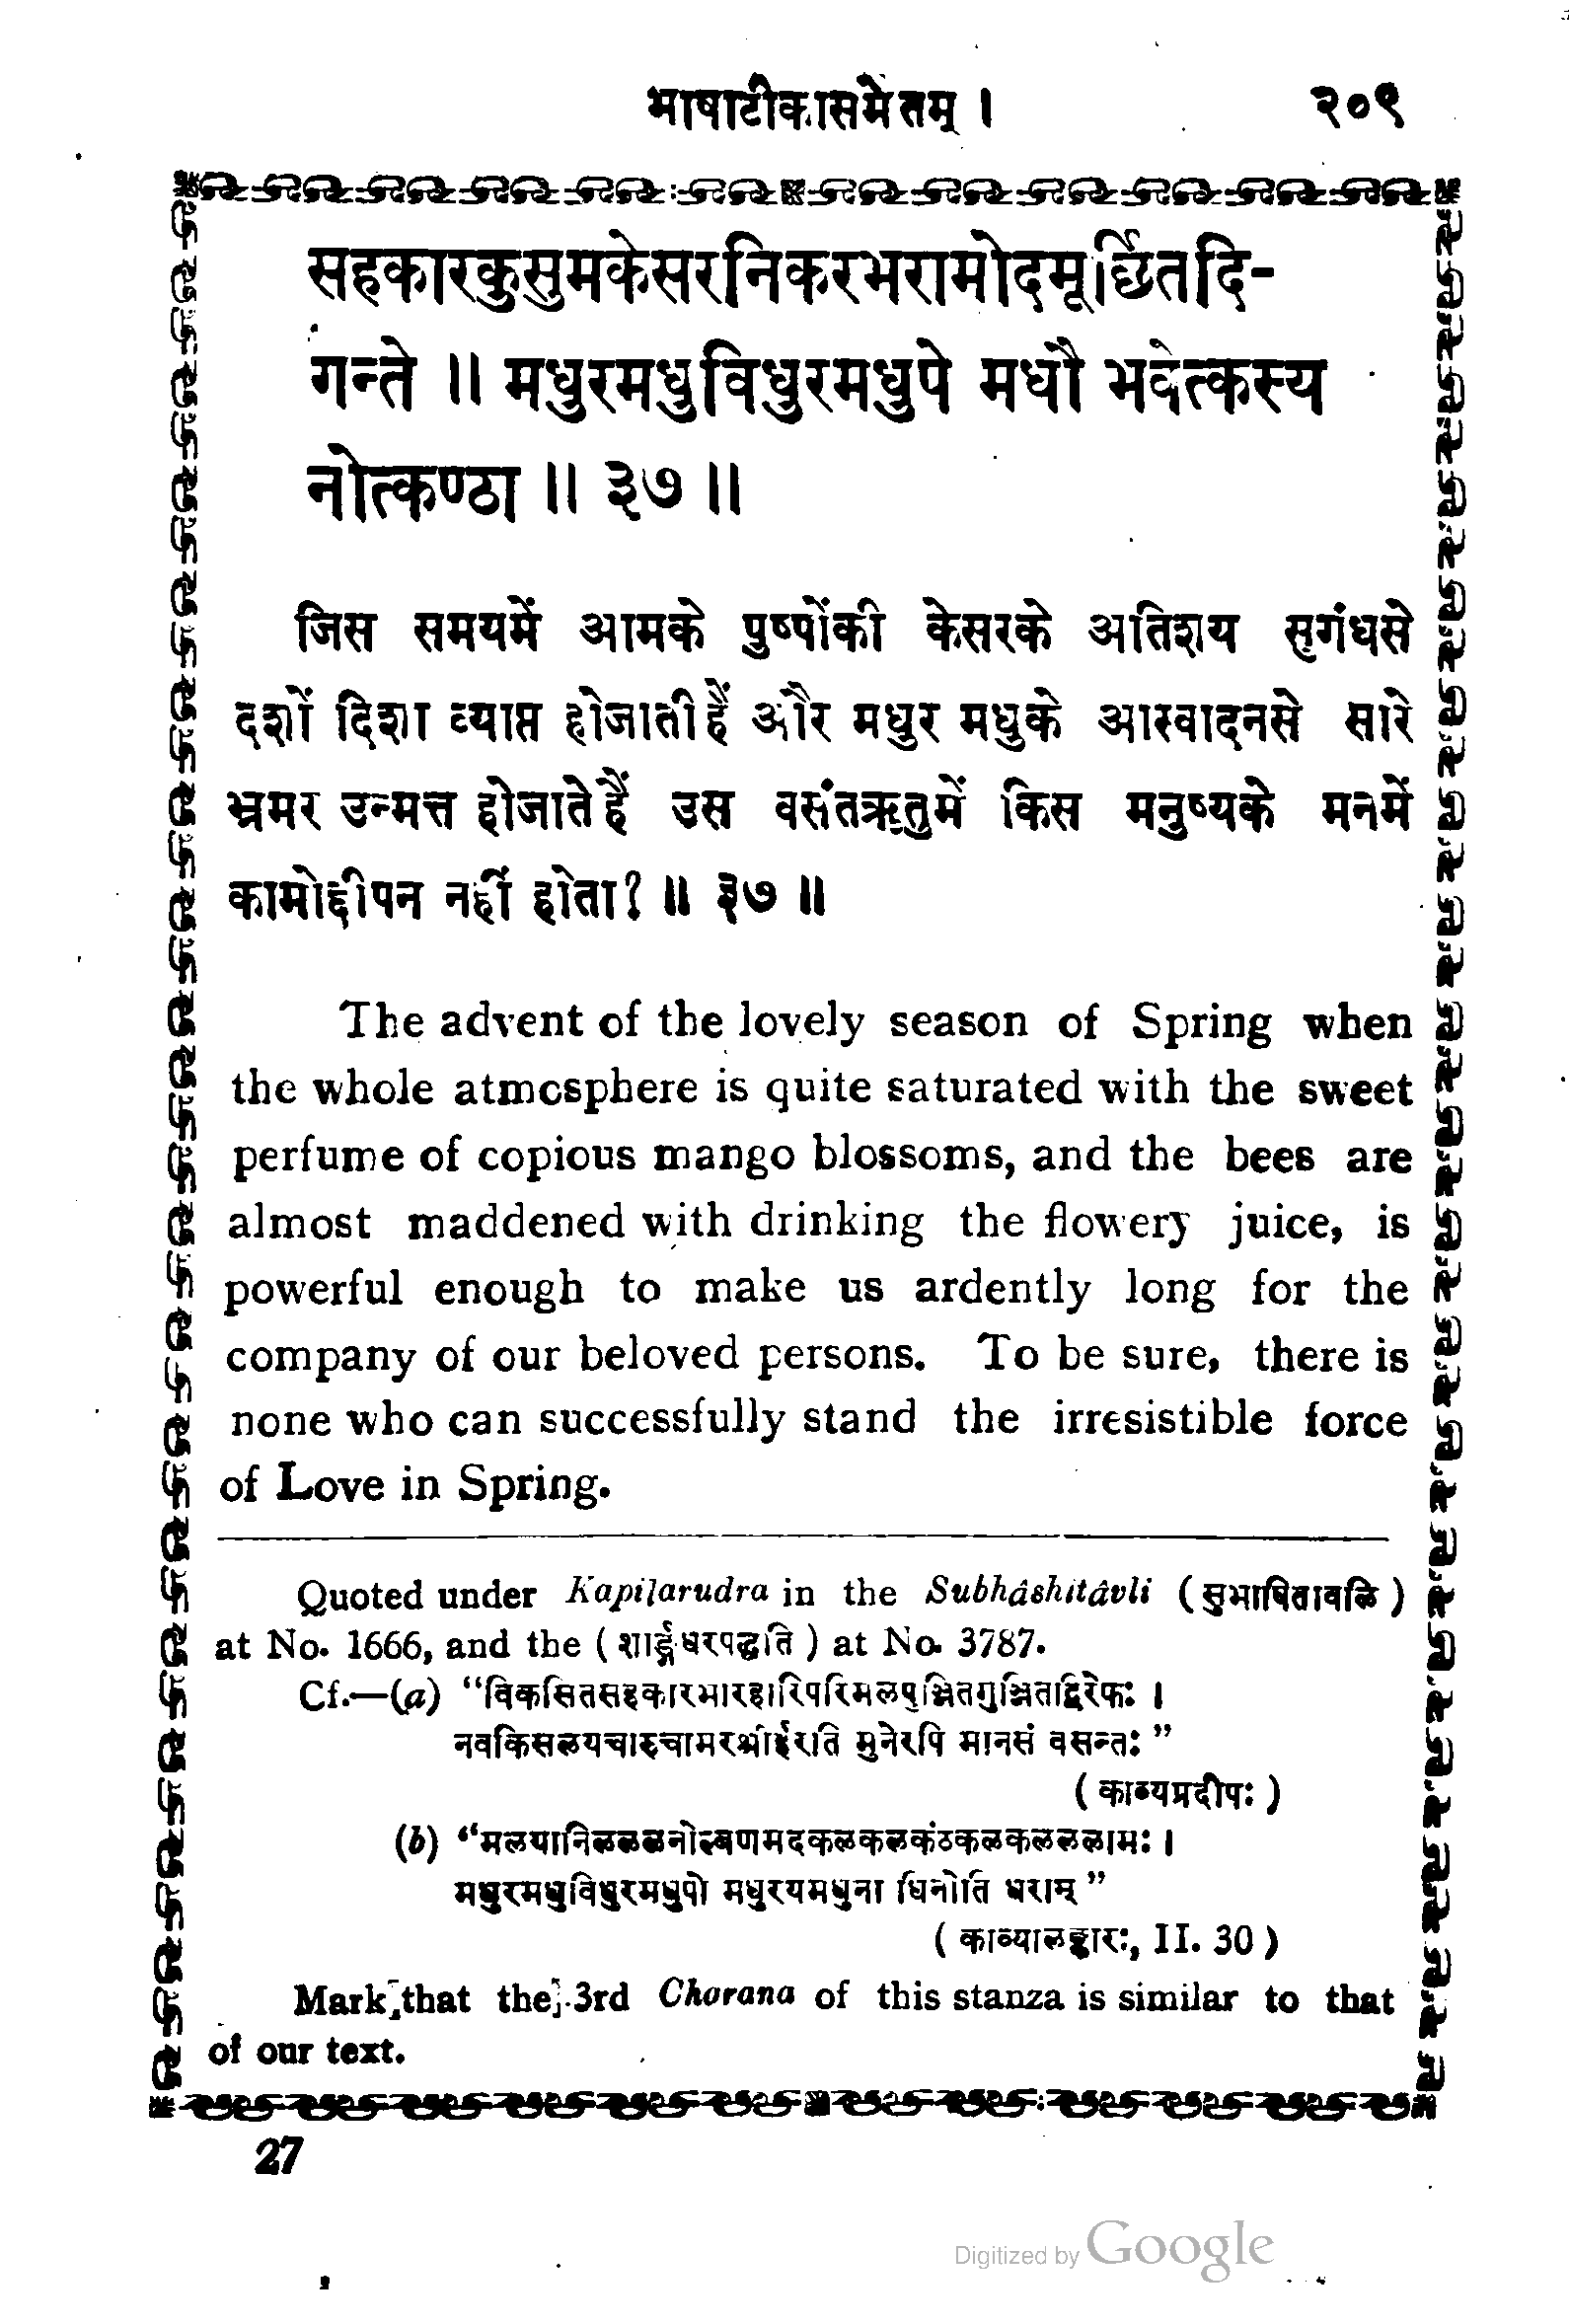 भाषाटीकासमेतम् । २०९
सहकारकुसुमकेसरनिकरभरामोदमूर्छितदि-
गन्ते ॥ मधुरमधुविधुरमधुपे मधौ भवेत्कस्य
नोत्कण्ठा ॥ ३७ ॥
जिस समयमें आमके पुष्पोंकी केसरके अतिशय सुगंधसे
दशों दिशा व्याप्त होजाती हैं और मधुर मधुके आस्वादनसे सारे
भ्रमर उन्मत्त होजाते हैं उस वसंतऋतुमें किस मनुष्यके मनमें
कामोद्दीपन नहीं होता? ॥ ३७ ॥
The advent of the lovely season of Spring when
the whole atmosphere is quite saturated with the sweet
perfume of copious mango blossoms, and the bees are
almost maddened with drinking the flowery juice, is
powerful enough to make us ardently long for the
company of our beloved persons. To be sure, there is
none who can successfully stand the irresistible force
of Love in Spring.
Quoted under Kapilarudra in the Subhâshitâvli ( सुभाषितावळि )
at No. 1666, and the ( शार्ङ्गधरपद्धति ) at No. 3787.
Cf.—(a) “विकसितसहकारभारहारिपरिमलपुञ्जितगुञ्जितद्विरेफः ।
नवकिसलयचारुचामरश्रीर्हरति मुनेरपि मानसं वसन्तः ”
( काव्यप्रदीपः )
(b) “मलयानिळळळनोल्बणमदकळकलकंठकळकलललामः ।
मधुरमधुविधुरमधुपो मधुरयमधुना धिनोति धराम् ”
( काव्यालङ्कारः, II. 30 )
Mark that the 3rd Charana of this stanza is similar to that
of our text.
27
Digitized by Google